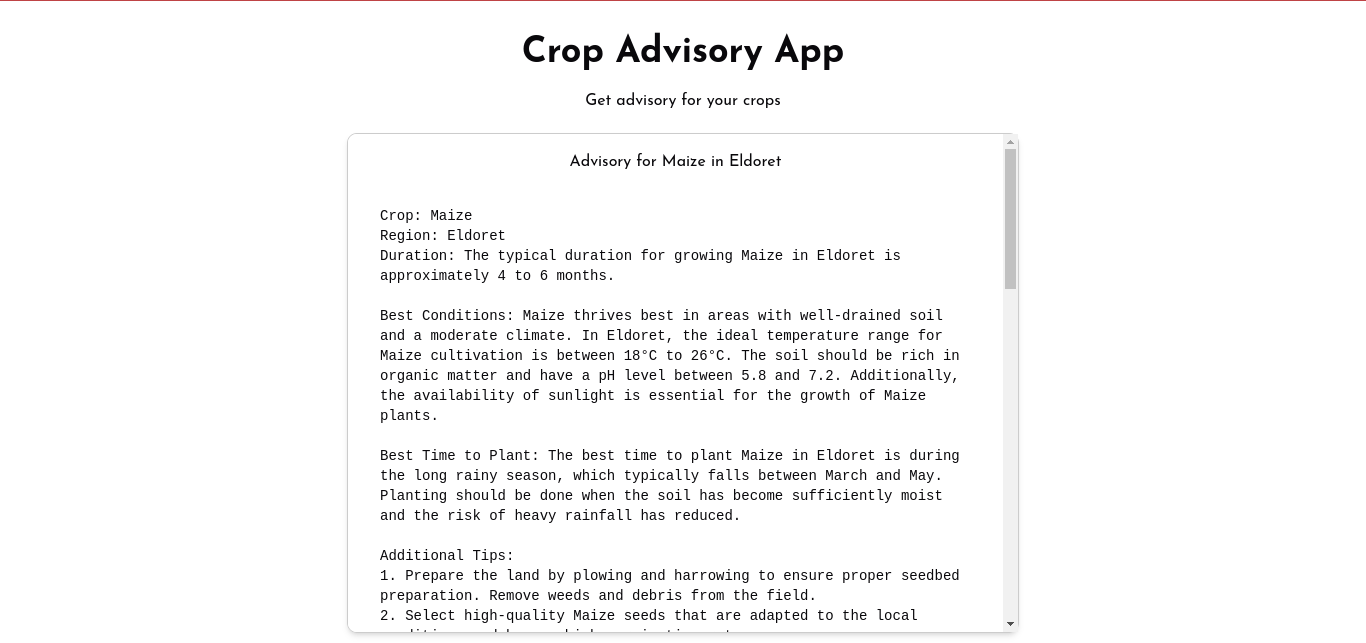 Crop Advisory App
Get advisory for your crops
Advisory for Maize in Eldoret
Crop: Maize
Region: Eldoret
Duration: The typical duration for growing Maize in Eldoret is
approximately 4 to 6 months.
Best Conditions: Maize thrives best in areas with well-drained soil
and a moderate climate. In Eldoret, the ideal temperature range for
Maize cultivation is between 18°C to 26°C. The soil should be rich in
organic matter and have a pH level between 5.8 and 7.2. Additionally,
the availability of sunlight is essential for the growth of Maize
plants.
Best Time to Plant: The best time to plant Maize in Eldoret is during
the long rainy season, which typically falls between March and May.
Planting should be done when the soil has become sufficiently moist
and the risk of heavy rainfall has reduced.
Additional Tips:
1. Prepare the land by plowing and harrowing to ensure proper seedbed
preparation. Remove weeds and debris from the field.
2. Select high-quality Maize seeds that are adapted to the local